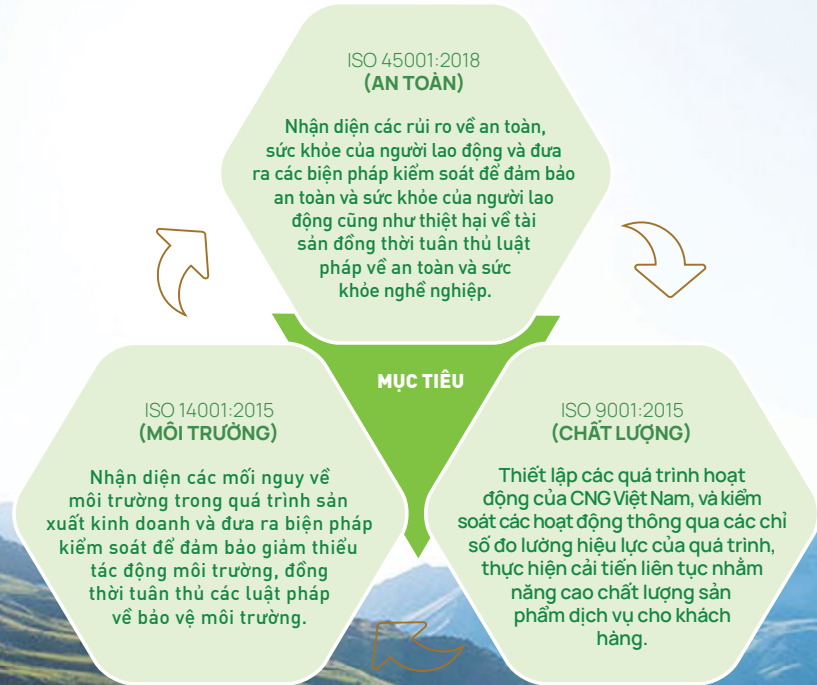 ISO 45001:2018
(AN TOÀN)
Nhận diện các rủi ro về an toàn,
sức khỏe của người lao động và đưa
ra các biện pháp kiểm soát để đảm bảo
an toàn và sức khỏe của người lao
động cũng như thiệt hại về tài
sản đồng thời tuân thủ luật
pháp về an toàn và sức
khỏe nghề nghiệp.
MỤC TIÊU
ISO 14001:2015
(MÔI TRƯỜNG)
Nhận diện các mối nguy về
môi trường trong quá trình sản
xuất kinh doanh và đưa ra biện pháp
kiểm soát để đảm bảo giảm thiểu
tác động môi trường, đồng
thời tuân thủ các luật pháp
về bảo vệ môi trường.
ISO 9001:2015
(CHẤT LƯỢNG)
Thiết lập các quá trình hoạt
động của CNG Việt Nam, và kiểm
soát các hoạt động thông qua các chỉ
số đo lường hiệu lực của quá trình,
thực hiện cải tiến liên tục nhằm
năng cao chất lượng sản
phẩm dịch vụ cho khách
hàng.